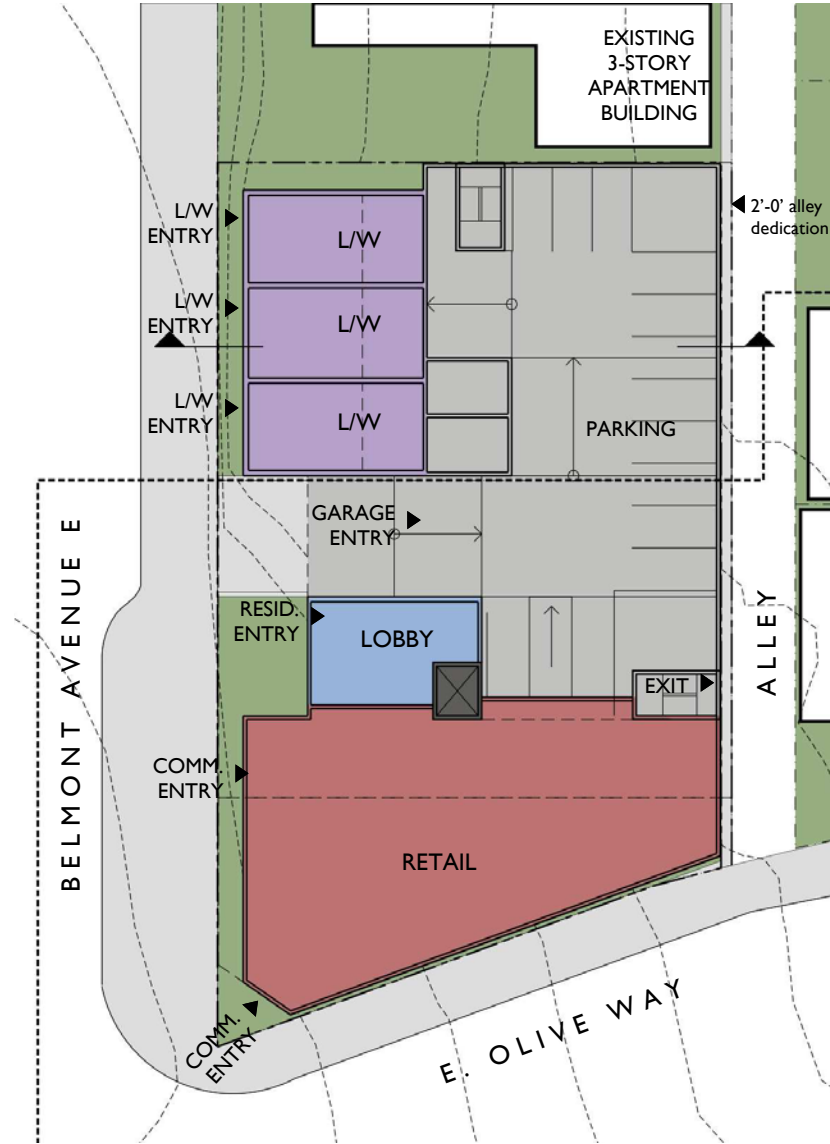 EXISTING
3-STORY
APARTMENT
BUILDING
L/W
ENTRY
L/W
2'-0' alley
dedication
L/W
ENTRY
L/W
L/W
ENTRY
L/W
PARKING
GARAGE
ENTRY
RESID.
ENTRY
LOBBY
EXIT
ALLEY
BELMONT AVENUE E
COMM.
ENTRY
RETAIL
COMM.
ENTRY
E. OLIVE WAY